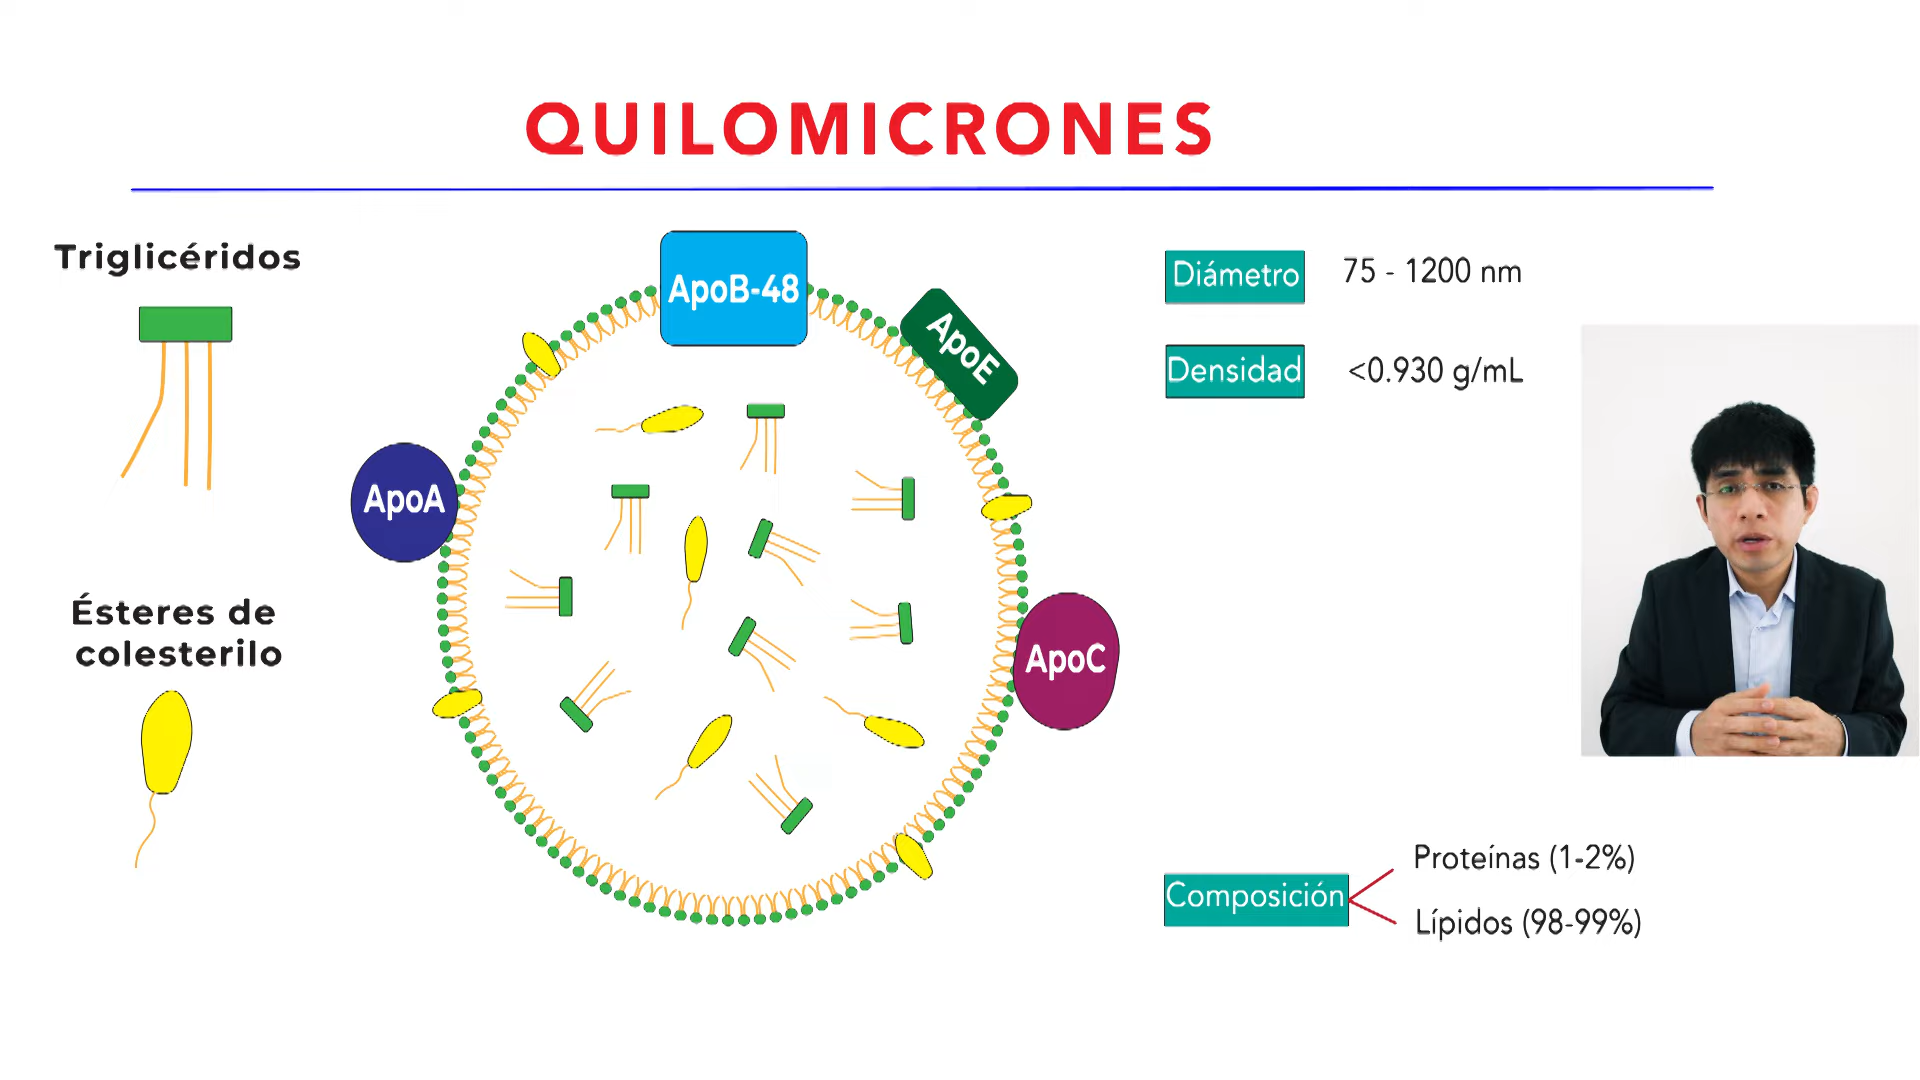 QUILOMICRONES
Triglicéridos
Ésteres de
colesterilo
ApoB-48
ApoE
ApoA
ApoC
Diámetro 75 - 1200 nm
Densidad <0.930 g/mL
Composición
Proteínas (1-2%)
Lípidos (98-99%)